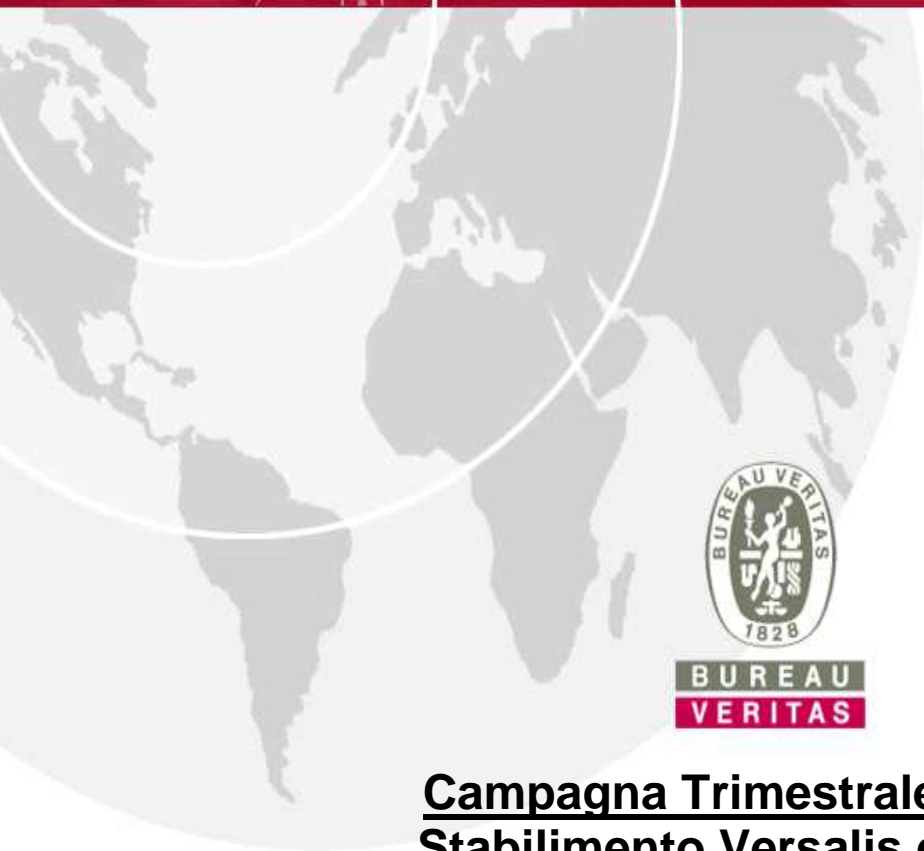 BUREAU VERITAS
1828
BUREAU
VERITAS
Campagna Trimestrale
Stabilimento Versalis